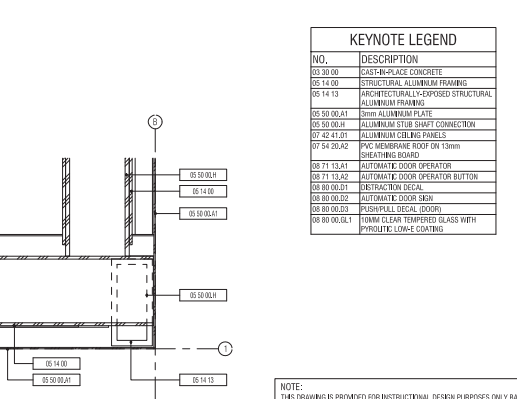 KEYNOTE LEGEND
NO. DESCRIPTION
03 30 00 CAST-IN-PLACE CONCRETE
05 14 00 STRUCTURAL ALUMINUM FRAMING
05 14 13 ARCHITECTURALLY-EXPOSED STRUCTURAL
ALUMINUM FRAMING
05 50 00.A1 3mm ALUMINUM PLATE
05 50 00.H ALUMINUM STUB SHAFT CONNECTION
07 42 41.01 ALUMINUM CEILING PANELS
07 54 20.A2 PVC MEMBRANE ROOF ON 13mm
SHEATHING BOARD
08 71 13.A1 AUTOMATIC DOOR OPERATOR
08 71 13.A2 AUTOMATIC DOOR OPERATOR BUTTON
08 80 00.D1 DISTRACTION DECAL
08 80 00.D2 AUTOMATIC DOOR SIGN
08 80 00.D3 PUSH/PULL DECAL (DOOR)
08 80 00.GL1 10MM CLEAR TEMPERED GLASS WITH
PYROLITIC LOW-E COATING
B
05 50 00.H
05 14 00
05 50 00.A1
05 50 00.H
1
05 14 00
05 50 00.A1
05 14 13
NOTE:
THIS DRAWING IS PROVIDED FOR INSTRUCTIONAL DESIGN PURPOSES ONLY BA